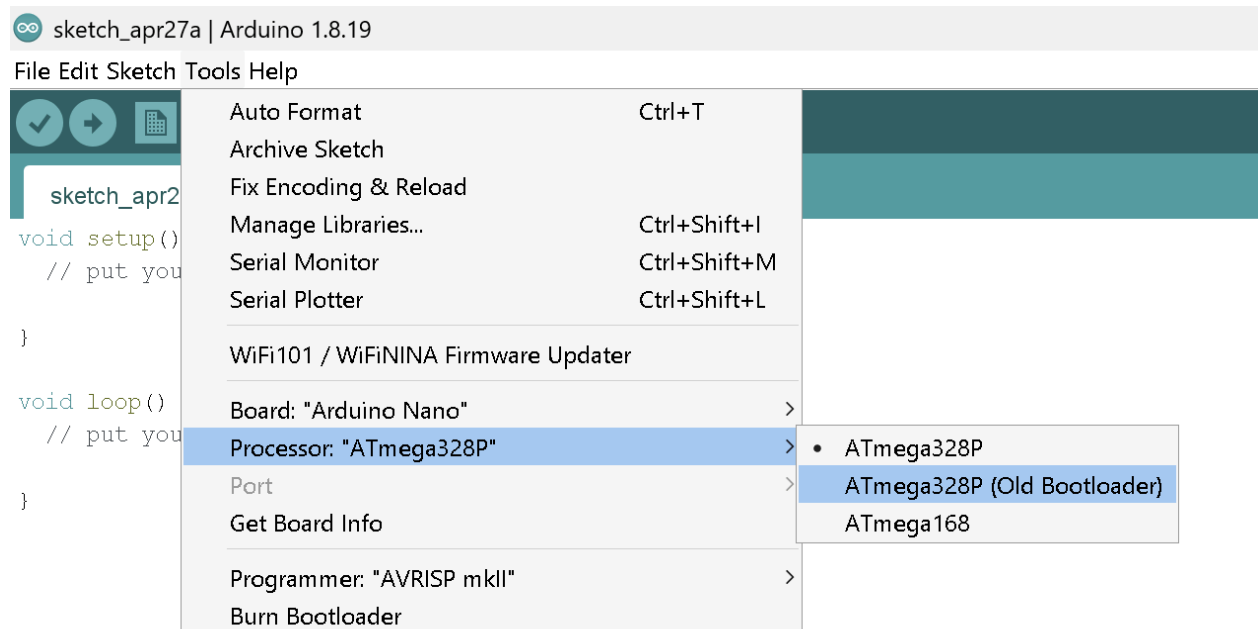 sketch_apr27a | Arduino 1.8.19
File Edit Sketch Tools Help
Auto Format Ctrl+T
Archive Sketch
sketch_apr2 Fix Encoding & Reload
void setup() Manage Libraries... Ctrl+Shift+I
// put you Serial Monitor Ctrl+Shift+M
Serial Plotter Ctrl+Shift+L
}
WiFi101 / WiFiNINA Firmware Updater
void loop() Board: "Arduino Nano"
// put you Processor: "ATmega328P" ATmega328P
Port ATmega328P (Old Bootloader)
} Get Board Info ATmega168
Programmer: "AVRISP mkII"
Burn Bootloader